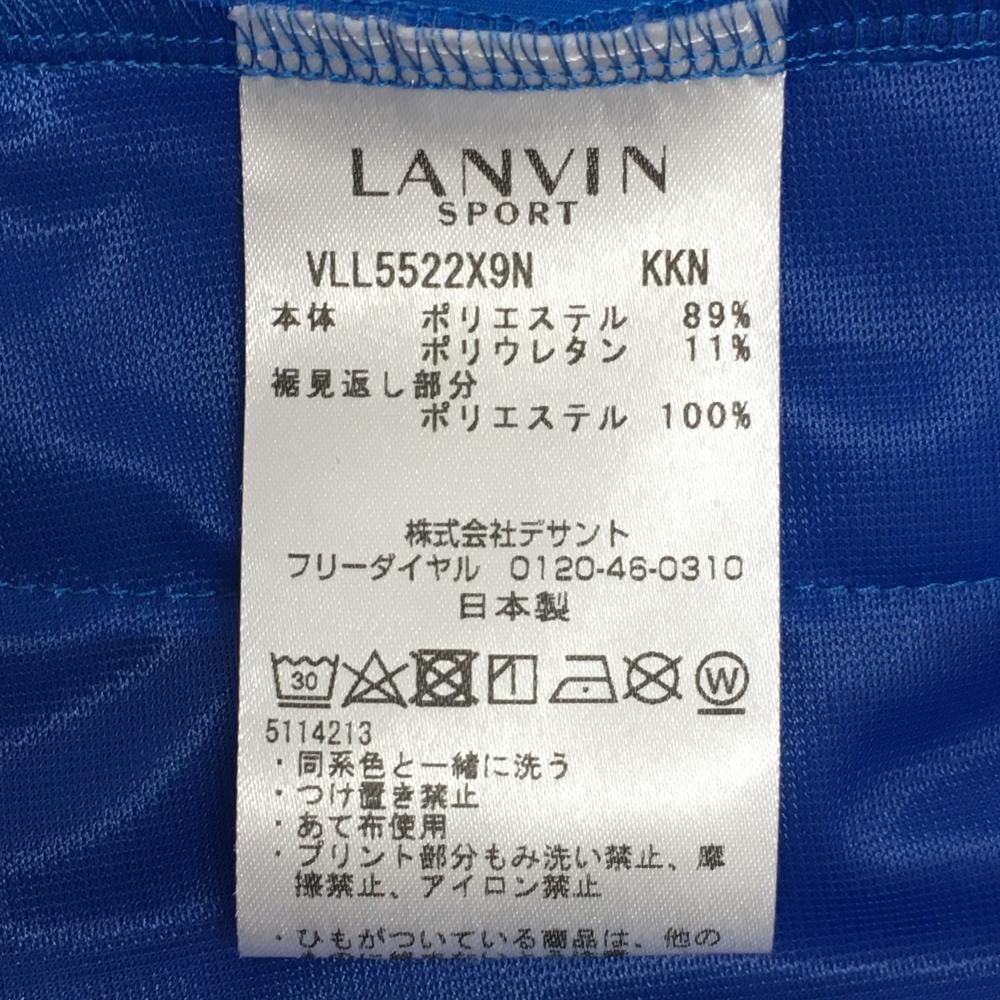 LANVIN
SPORT
VLL5522X9N KKN
本体 ポリエステル 89%
ポリウレタン 11%
裾見返し部分
ポリエステル 100%
株式会社デサント
フリーダイヤル 0120-46-0310
日本製
30 W
5114213
・同系色と一緒に洗う
・つけ置き禁止
・あて布使用
・プリント部分もみ洗い禁止、摩
擦禁止、アイロン禁止
・ひもがついている商品は、他の